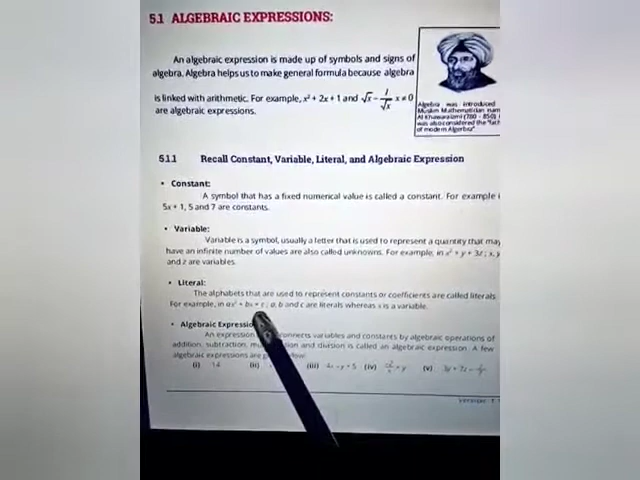 5.1 ALGEBRAIC EXPRESSIONS:
An algebraic expression is made up of symbols and signs of
algebra. Algebra helps us to make general formula because algebra
is linked with arithmetic. For example, x² + 2x + 1 and √x - 1/√x x ≠ 0
are algebraic expressions.
Algebra was introduced
Muslim Mathematician nam
Al Khawarizmi (780 - 850)
was also considered the "fath
of modern Algebra"
5.1.1 Recall Constant, Variable, Literal, and Algebraic Expression
• Constant:
A symbol that has a fixed numerical value is called a constant. For example i
5x + 1, 5 and 7 are constants.
• Variable:
Variable is a symbol, usually a letter that is used to represent a quantity that may
have an infinite number of values are also called unknowns. For example, in x² + y + 3z; x, y
and z are variables.
• Literal:
The alphabets that are used to represent constants or coefficients are called literals
For example, in ax² + bx + c; a, b and c are literals whereas x is a variable.
• Algebraic Expressio
An expression connects variables and constants by algebraic operations of
addition, subtraction, sion and division is called an algebraic expression. A few
algebraic expressions are
(i) 14 (ii) (iii) 4x - y + 5 (iv) (v)
Version: 1.1